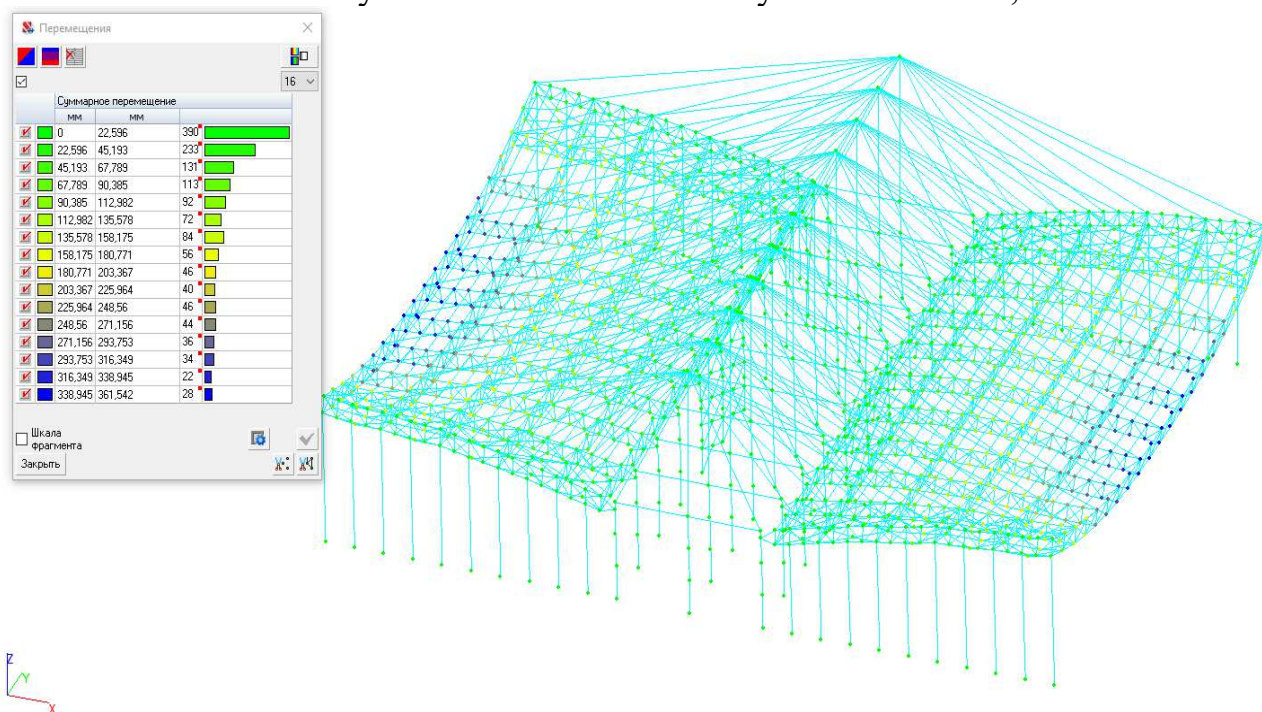 Перемещения
16
Суммарное перемещение
мм мм
0 22,596 390
22,596 45,193 233
45,193 67,789 131
67,789 90,385 113
90,385 112,982 92
112,982 135,578 72
135,578 158,175 84
158,175 180,771 56
180,771 203,367 46
203,367 225,964 40
225,964 248,56 46
248,56 271,156 44
271,156 293,753 36
293,753 316,349 34
316,349 338,945 22
338,945 361,542 28
Шкала
фрагмента
Закрыть
Z
Y
X